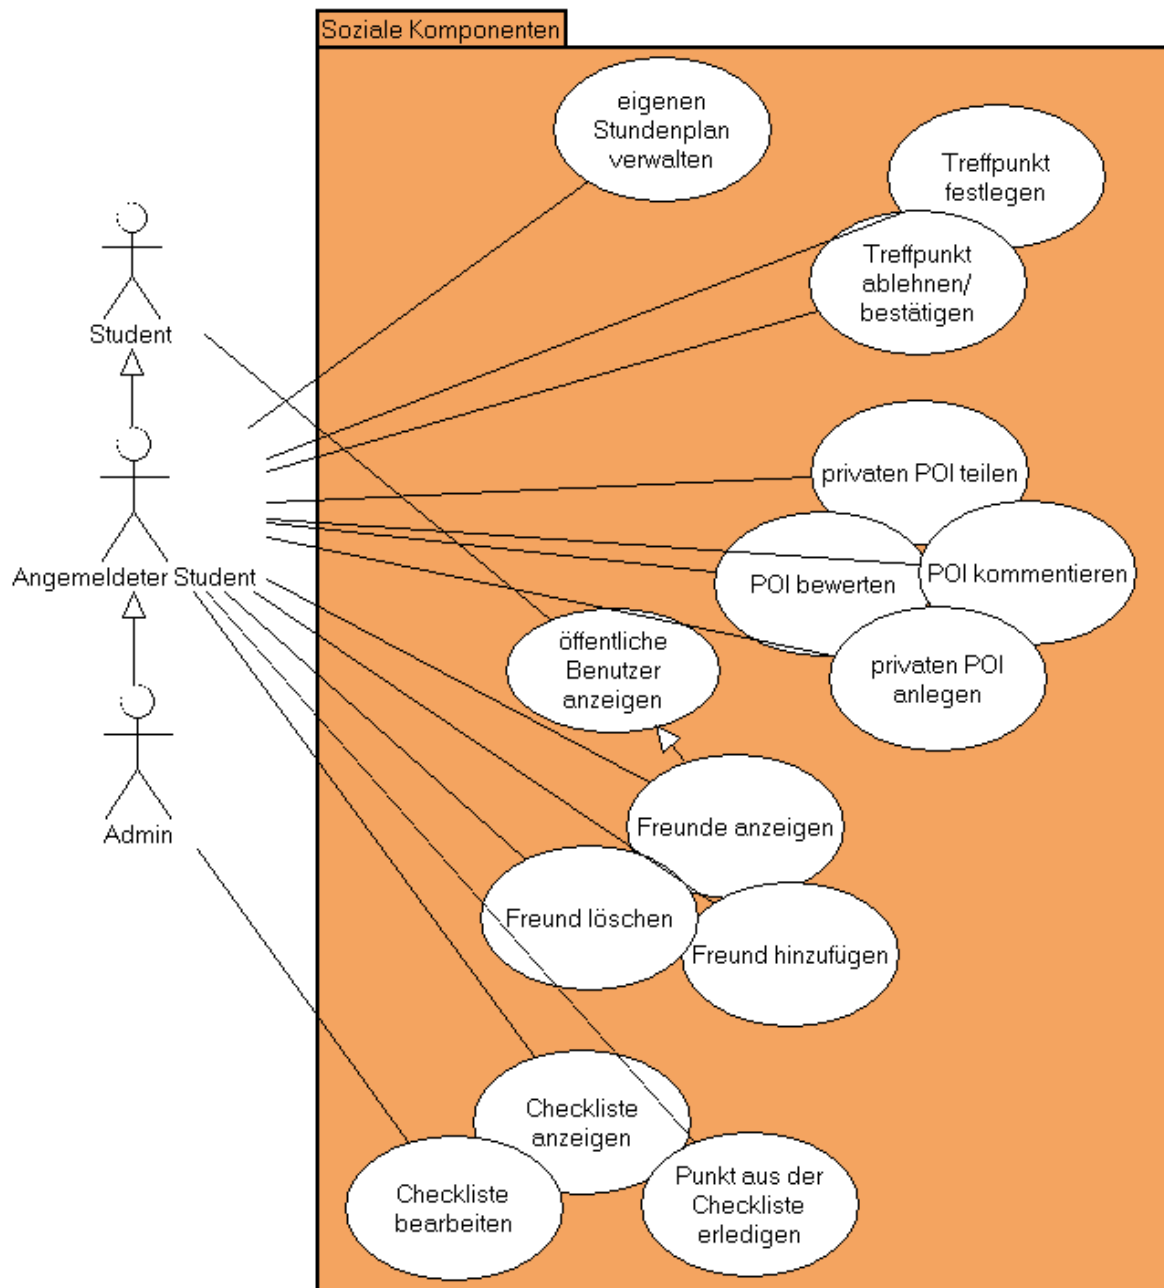 Soziale Komponenten
eigenen
Stundenplan
verwalten
Treffpunkt
festlegen
Treffpunkt
ablehnen/
bestätigen
Student
privaten POI teilen
POI kommentieren
POI bewerten
Angemeldeter Student
öffentliche
Benutzer
anzeigen
privaten POI
anlegen
Freunde anzeigen
Admin
Freund löschen
Freund hinzufügen
Checkliste
anzeigen
Punkt aus der
Checkliste
erledigen
Checkliste
bearbeiten